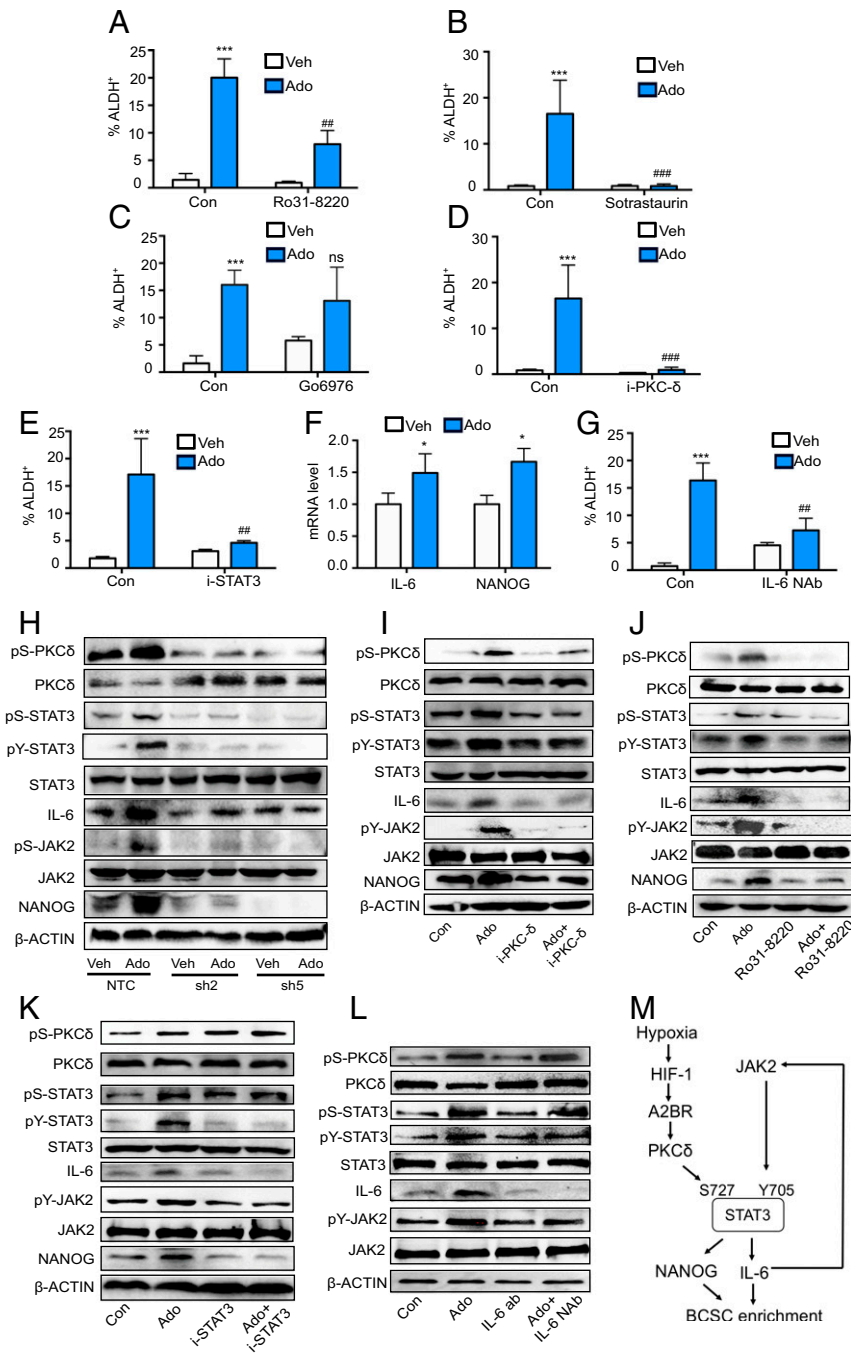 A
% ALDH⁺
25
20
15
10
5
0
***
##
Veh
Ado
Con
Ro31-8220
B
% ALDH⁺
30
20
10
0
***
###
Veh
Ado
Con
Sotrastaurin
C
% ALDH⁺
25
20
15
10
5
0
***
ns
Veh
Ado
Con
Go6976
D
% ALDH⁺
30
20
10
0
***
###
Veh
Ado
Con
i-PKC-δ
E
% ALDH⁺
25
20
15
10
5
0
***
##
Veh
Ado
Con
i-STAT3
F
mRNA level
2.0
1.5
1.0
0.5
0.0
Veh
Ado
*
*
IL-6
NANOG
G
% ALDH⁺
25
20
15
10
5
0
***
##
Veh
Ado
Con
IL-6 NAb
H
pS-PKCδ
PKCδ
pS-STAT3
pY-STAT3
STAT3
IL-6
pS-JAK2
JAK2
NANOG
β-ACTIN
Veh Ado Veh Ado Veh Ado
NTC sh2 sh5
I
pS-PKCδ
PKCδ
pS-STAT3
pY-STAT3
STAT3
IL-6
pY-JAK2
JAK2
NANOG
β-ACTIN
Con
Ado
i-PKC-δ
Ado+
i-PKC-δ
J
pS-PKCδ
PKCδ
pS-STAT3
pY-STAT3
STAT3
IL-6
pY-JAK2
JAK2
NANOG
β-ACTIN
Con
Ado
Ro31-8220
Ado+
Ro31-8220
K
pS-PKCδ
PKCδ
pS-STAT3
pY-STAT3
STAT3
IL-6
pY-JAK2
JAK2
NANOG
β-ACTIN
Con
Ado
i-STAT3
Ado+
i-STAT3
L
pS-PKCδ
PKCδ
pS-STAT3
pY-STAT3
STAT3
IL-6
pY-JAK2
JAK2
β-ACTIN
Con
Ado
IL-6 ab
Ado+
IL-6 NAb
M
Hypoxia
HIF-1
JAK2
A2BR
PKCδ
S727 Y705
STAT3
NANOG IL-6
BCSC enrichment